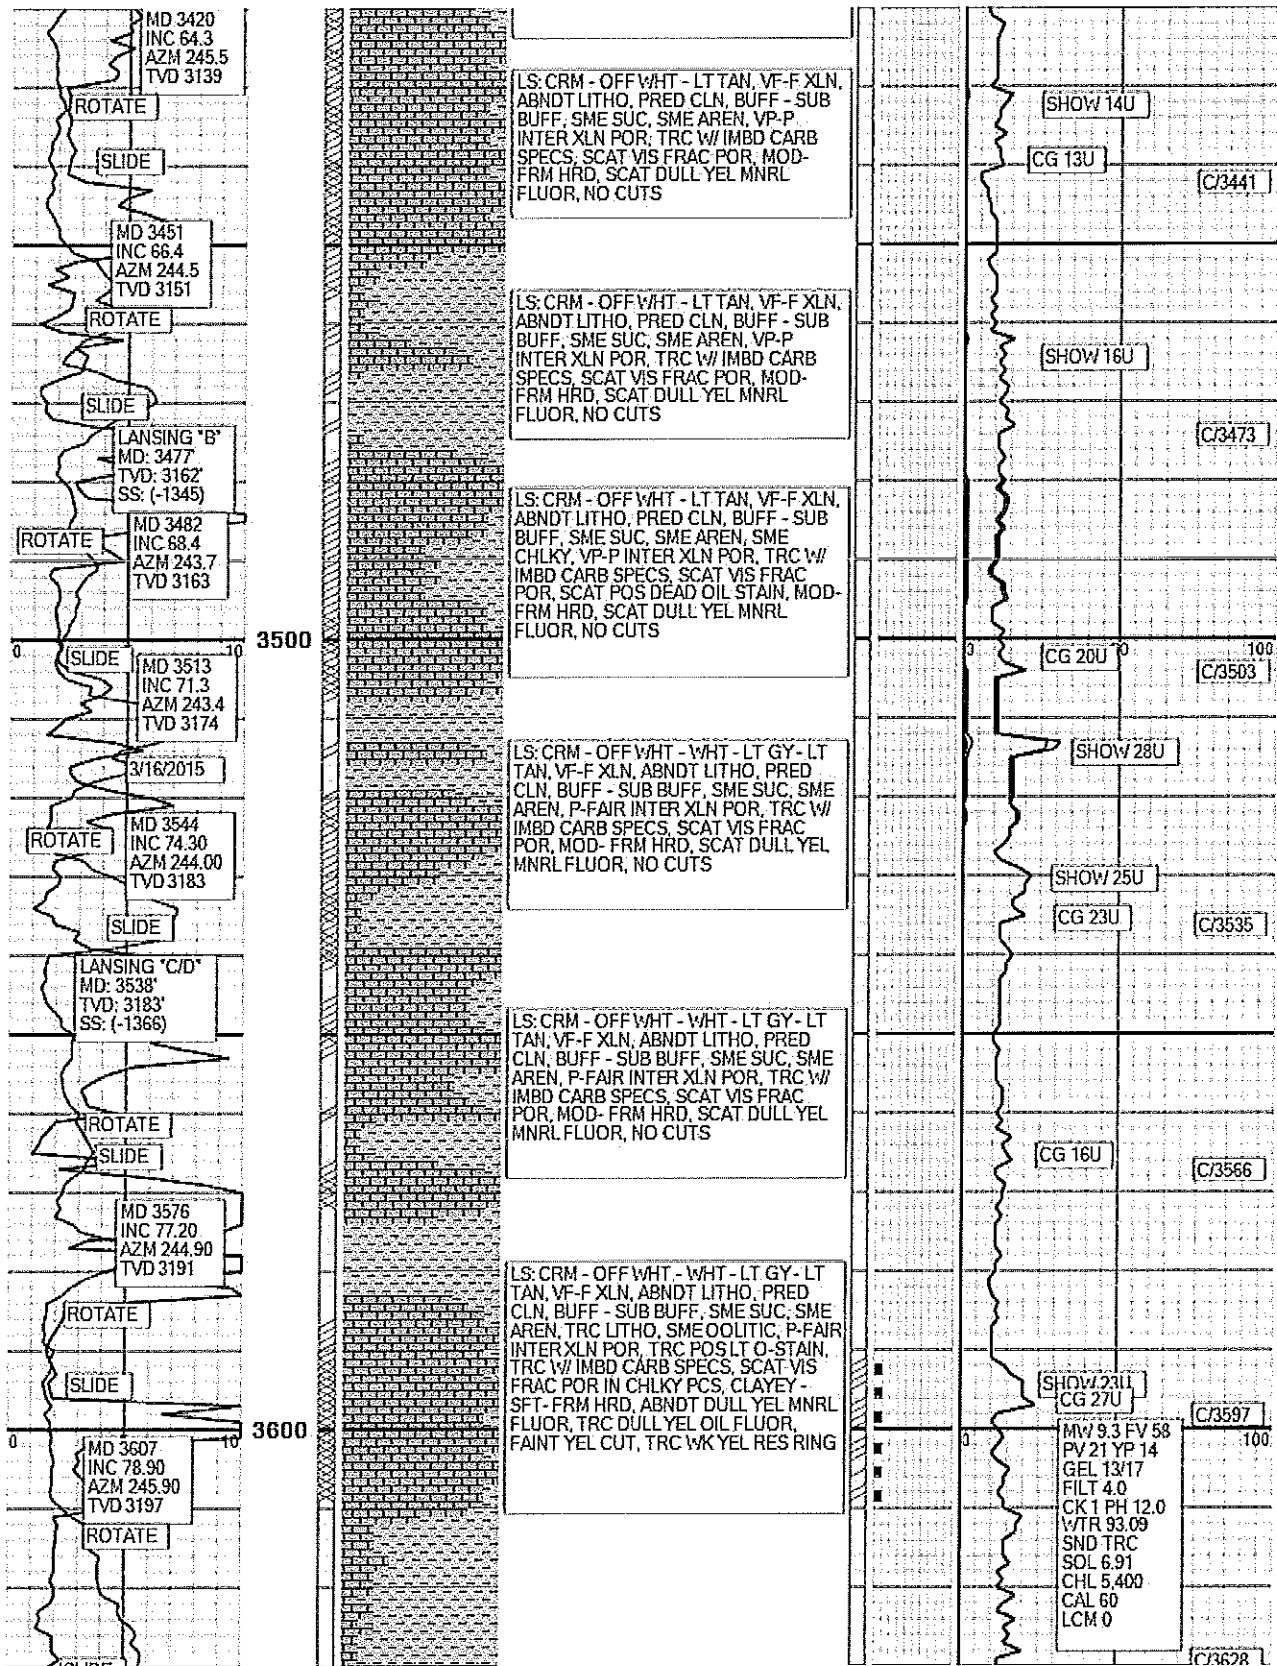 MD 3420
INC 64.3
AZM 245.5
TVD 3139
ROTATE
SLIDE
MD 3451
INC 66.4
AZM 244.5
TVD 3151
ROTATE
SLIDE
LANSING "B"
MD: 3477'
TVD: 3162'
SS: (-1345)
ROTATE
MD 3482
INC 68.4
AZM 243.7
TVD 3163
0
10
SLIDE
MD 3513
INC 71.3
AZM 243.4
TVD 3174
3/16/2015
ROTATE
MD 3544
INC 74.30
AZM 244.00
TVD 3183
SLIDE
LANSING "C/D"
MD: 3538'
TVD: 3183'
SS: (-1366)
ROTATE
SLIDE
MD 3576
INC 77.20
AZM 244.90
TVD 3191
ROTATE
SLIDE
0
10
MD 3607
INC 78.90
AZM 245.90
TVD 3197
ROTATE
SLIDE
3500
3600
LS: CRM - OFF WHT - LT TAN, VF-F XLN,
ABNDT LITHO, PRED CLN, BUFF - SUB
BUFF, SME SUC, SME AREN, VP-P
INTER XLN POR, TRC W/ IMBD CARB
SPECS, SCAT VIS FRAC POR, MOD-
FRM HRD, SCAT DULL YEL MNRL
FLUOR, NO CUTS
LS: CRM - OFF WHT - LT TAN, VF-F XLN,
ABNDT LITHO, PRED CLN, BUFF - SUB
BUFF, SME SUC, SME AREN, VP-P
INTER XLN POR, TRC W/ IMBD CARB
SPECS, SCAT VIS FRAC POR, MOD-
FRM HRD, SCAT DULL YEL MNRL
FLUOR, NO CUTS
LS: CRM - OFF WHT - LT TAN, VF-F XLN,
ABNDT LITHO, PRED CLN, BUFF - SUB
BUFF, SME SUC, SME AREN, SME
CHLKY, VP-P INTER XLN POR, TRC W/
IMBD CARB SPECS, SCAT VIS FRAC
POR, SCAT POS DEAD OIL STAIN, MOD-
FRM HRD, SCAT DULL YEL MNRL
FLUOR, NO CUTS
LS: CRM - OFF WHT - WHT - LT GY - LT
TAN, VF-F XLN, ABNDT LITHO, PRED
CLN, BUFF - SUB BUFF, SME SUC, SME
AREN, P-FAIR INTER XLN POR, TRC W/
IMBD CARB SPECS, SCAT VIS FRAC
POR, MOD- FRM HRD, SCAT DULL YEL
MNRL FLUOR, NO CUTS
LS: CRM - OFF WHT - WHT - LT GY - LT
TAN, VF-F XLN, ABNDT LITHO, PRED
CLN, BUFF - SUB BUFF, SME SUC, SME
AREN, P-FAIR INTER XLN POR, TRC W/
IMBD CARB SPECS, SCAT VIS FRAC
POR, MOD- FRM HRD, SCAT DULL YEL
MNRL FLUOR, NO CUTS
LS: CRM - OFF WHT - WHT - LT GY - LT
TAN, VF-F XLN, ABNDT LITHO, PRED
CLN, BUFF - SUB BUFF, SME SUC, SME
AREN, TRC LITHO, SME OOLITIC, P-FAIR
INTER XLN POR, TRC POS LT O-STAIN,
TRC W/ IMBD CARB SPECS, SCAT VIS
FRAC POR IN CHLKY PCS, CLAYEY -
SFT- FRM HRD, ABNDT DULL YEL MNRL
FLUOR, TRC DULL YEL OIL FLUOR,
FAINT YEL CUT, TRC WK YEL RES RING
SHOW 14U
CG 13U
C/3441
SHOW 16U
C/3473
CG 20U
100
C/3503
SHOW 28U
SHOW 25U
CG 23U
C/3535
CG 16U
C/3566
SHOW 23U
CG 27U
C/3597
100
MW 9.3 FV 58
PV 21 YP 14
GEL 13/17
FILT 4.0
CK 1 PH 12.0
WTR 93.09
SND TRC
SOL 6.91
CHL 5,400
CAL 60
LCM 0
C/3628